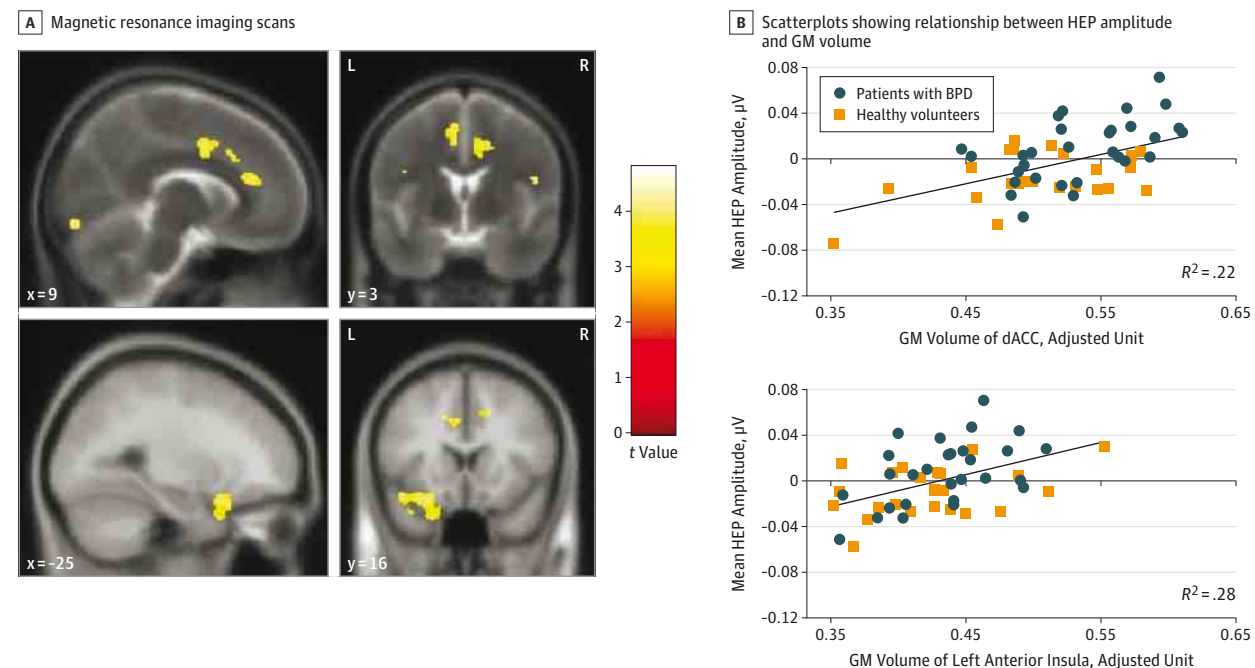 A Magnetic resonance imaging scans
L
R
x=9
y=3
L
R
x=-25
y=16
4
3
2
1
0
t Value
B Scatterplots showing relationship between HEP amplitude
and GM volume
0.08
0.04
0
-0.04
-0.08
-0.12
Mean HEP Amplitude, µV
Patients with BPD
Healthy volunteers
R² = .22
0.35 0.45 0.55 0.65
GM Volume of dACC, Adjusted Unit
0.08
0.04
0
-0.04
-0.08
-0.12
Mean HEP Amplitude, µV
R² = .28
0.35 0.45 0.55 0.65
GM Volume of Left Anterior Insula, Adjusted Unit